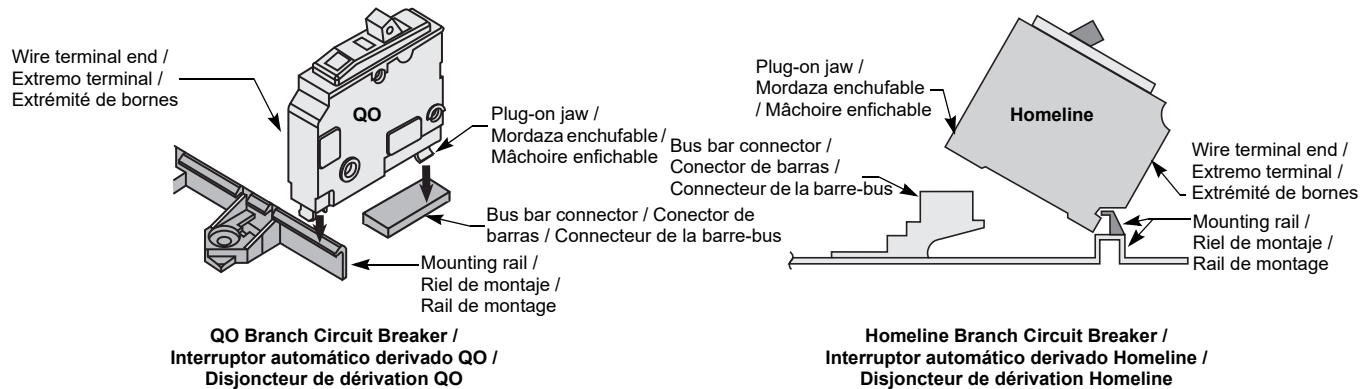 Wire terminal end /
Extremo terminal /
Extrémité de bornes
QO
Plug-on jaw /
Mordaza enchufable /
Mâchoire enfichable
Bus bar connector / Conector de
barras / Connecteur de la barre-bus
Mounting rail /
Riel de montaje /
Rail de montage
QO Branch Circuit Breaker /
Interruptor automático derivado QO /
Disjoncteur de dérivation QO
Plug-on jaw /
Mordaza enchufable
/ Mâchoire enfichable
Homeline
Bus bar connector /
Conector de barras /
Connecteur de la barre-bus
Wire terminal end /
Extremo terminal /
Extrémité de bornes
Mounting rail /
Riel de montaje /
Rail de montage
Homeline Branch Circuit Breaker /
Interruptor automático derivado Homeline /
Disjoncteur de dérivation Homeline